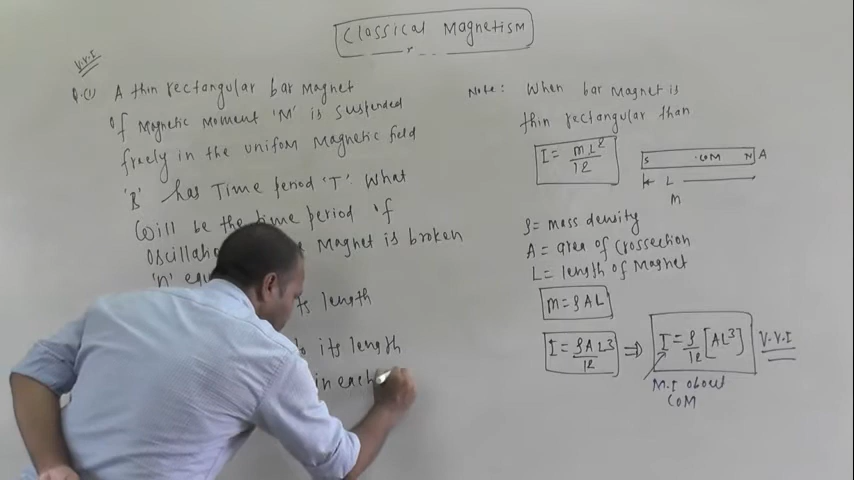 Classical Magnetism
V.V.I
Q.(1) A thin rectangular bar Magnet
Of Magnetic Moment 'M' is suspended
freely in the uniform Magnetic field
'B' has Time period 'T'. What
Will be the time period of
Magnet is broken
'n'
ts length
to its length
in each
Note: When bar Magnet is
thin rectangular than
I = mL²/12
S .COM N A
L
M
ρ = mass density
A = area of crossection
L = length of Magnet
m = ρAL
I = ρAL³/12 ⇒ I = ρ/12 [AL³] V.V.I
M.I about
COM